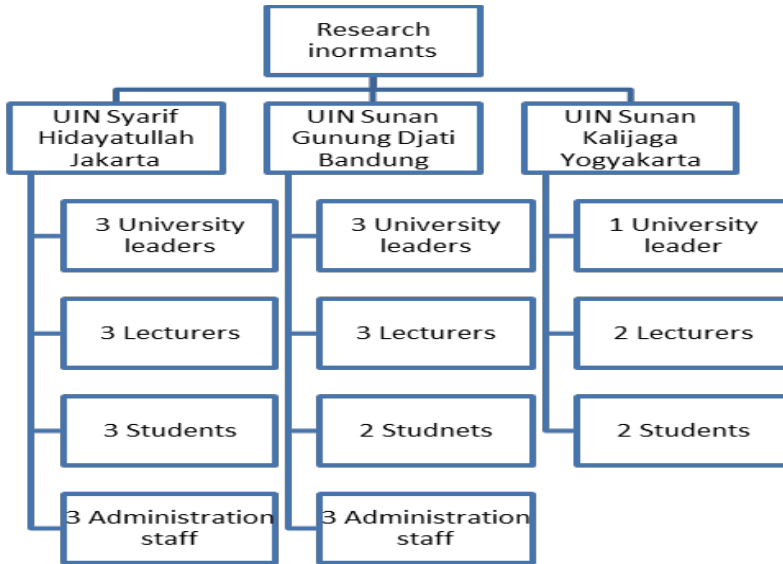 Research
inormants
UIN Syarif
Hidayatullah
Jakarta
UIN Sunan
Gunung Djati
Bandung
UIN Sunan
Kalijaga
Yogyakarta
3 University
leaders
3 University
leaders
1 University
leader
3 Lecturers
3 Lecturers
2 Lecturers
3 Students
2 Studnets
2 Students
3 Administration
staff
3 Administration
staff